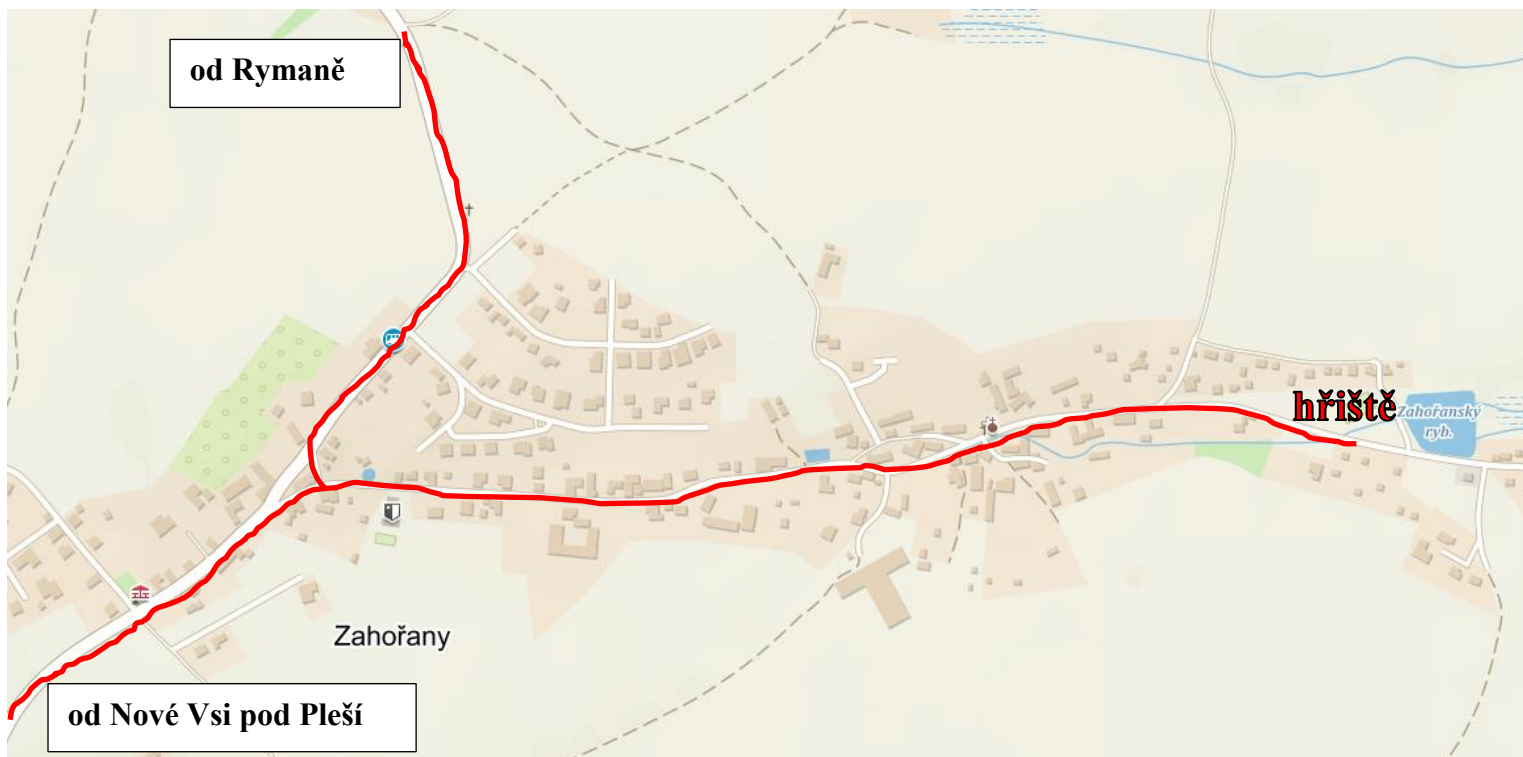 od Rymaně
hřiště
Zahořanský
ryb.
Zahořany
od Nové Vsi pod Pleší